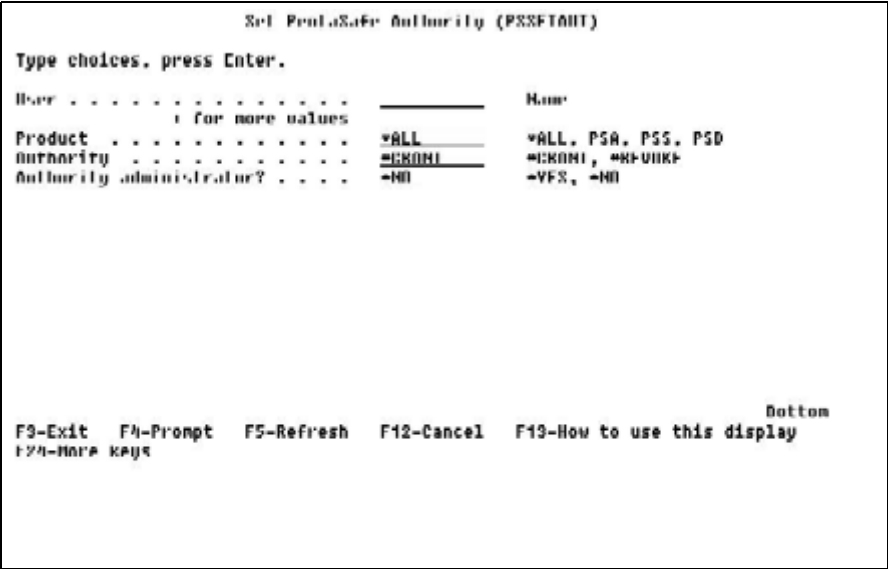 Set PentaSafe Authority (PSSETAUT)
Type choices, press Enter.
User . . . . . . . . . . . . . . Name
+ for more values
Product . . . . . . . . . . . . *ALL *ALL, PSA, PSS, PSD
Authority . . . . . . . . . . . *GRANT *GRANT, *REVOKE
Authority administrator? . . . . *NO *YES, *NO
Bottom
F3=Exit F4=Prompt F5=Refresh F12=Cancel F13=How to use this display
F24=More keys